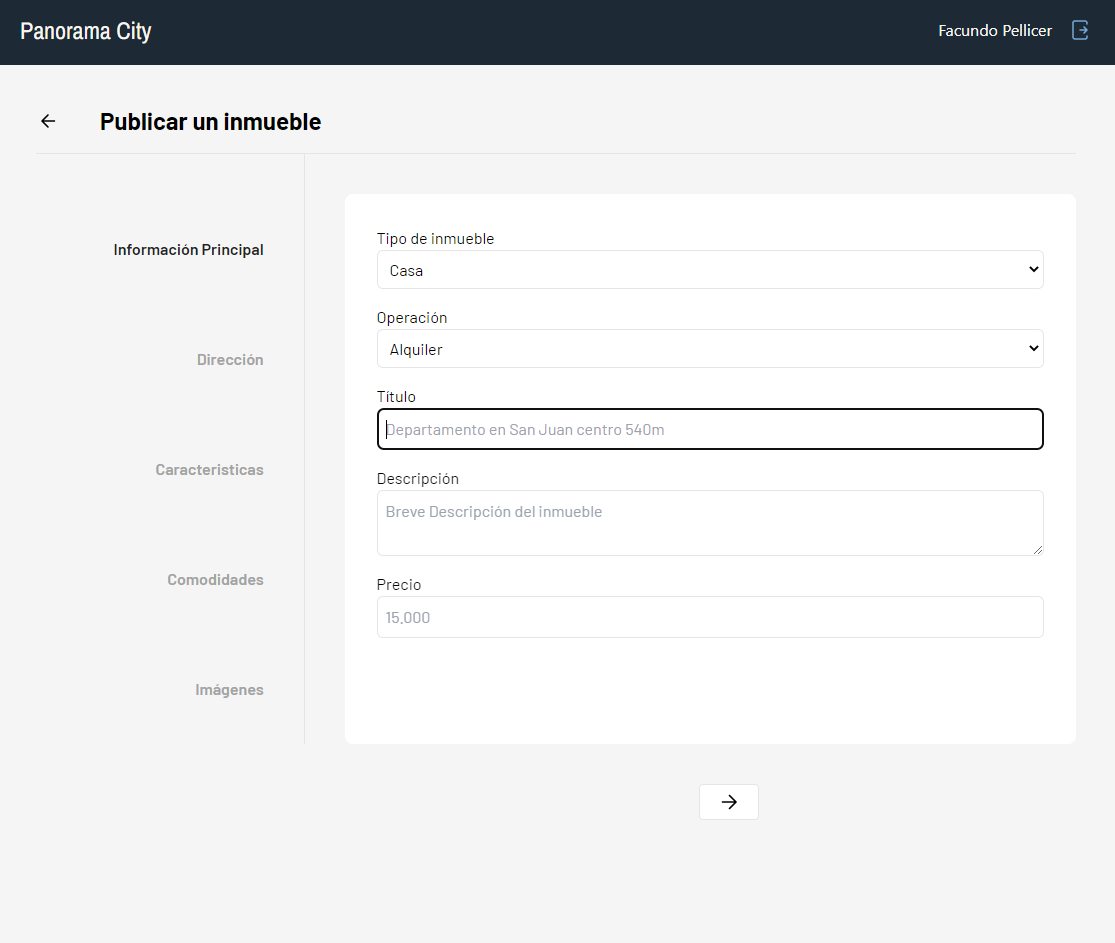 Panorama City
Facundo Pellicer
Publicar un inmueble
Información Principal
Dirección
Caracteristicas
Comodidades
Imágenes
Tipo de inmueble
Casa
Operación
Alquiler
Título
Departamento en San Juan centro 540m
Descripción
Breve Descripción del inmueble
Precio
15.000